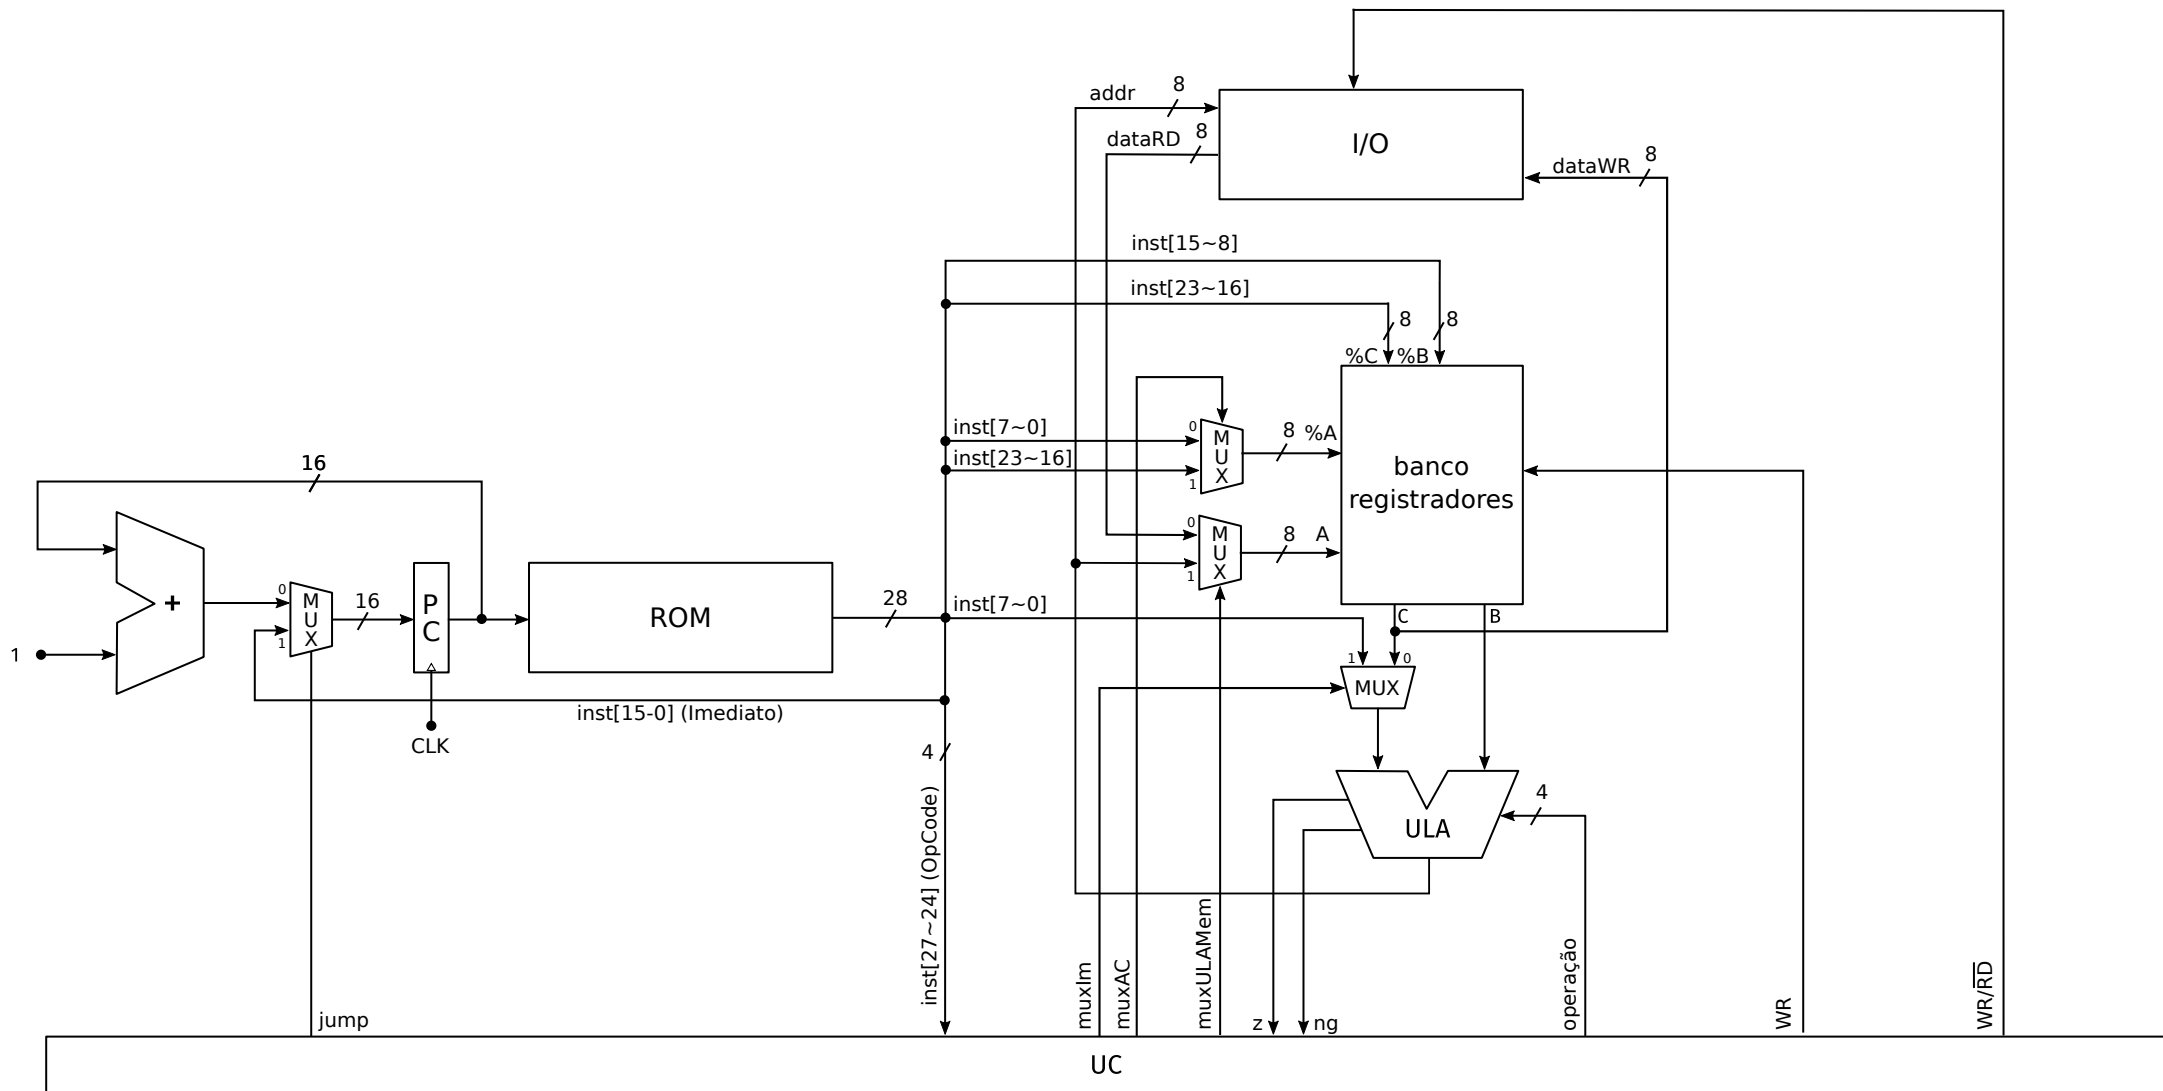 addr
8
dataRD
8
I/O
dataWR
8
inst[15~8]
inst[23~16]
8
8
%C
%B
inst[7~0]
inst[23~16]
0
1
M
U
X
8
%A
banco
registradores
0
1
M
U
X
8
A
16
+
1
0
1
M
U
X
16
P
C
CLK
ROM
28
inst[7~0]
inst[15-0] (Imediato)
C
B
1
0
MUX
4
inst[27~24] (OpCode)
ULA
4
jump
muxIm
muxAC
muxULAMem
z
ng
operação
WR
WR/RD
UC